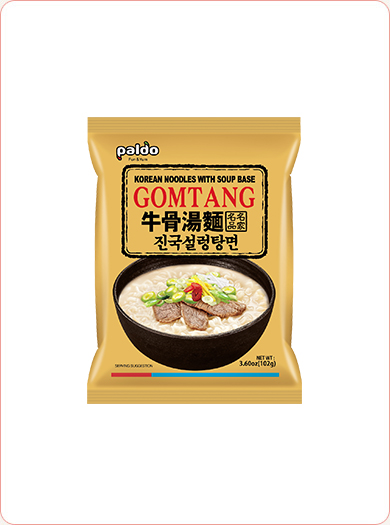 paldo
Fun & Yum
KOREAN NOODLES WITH SOUP BASE
GOMTANG
牛骨湯麵
名家
名品
진국설렁탕면
SERVING SUGGESTION
NET WT :
3.60oz(102g)